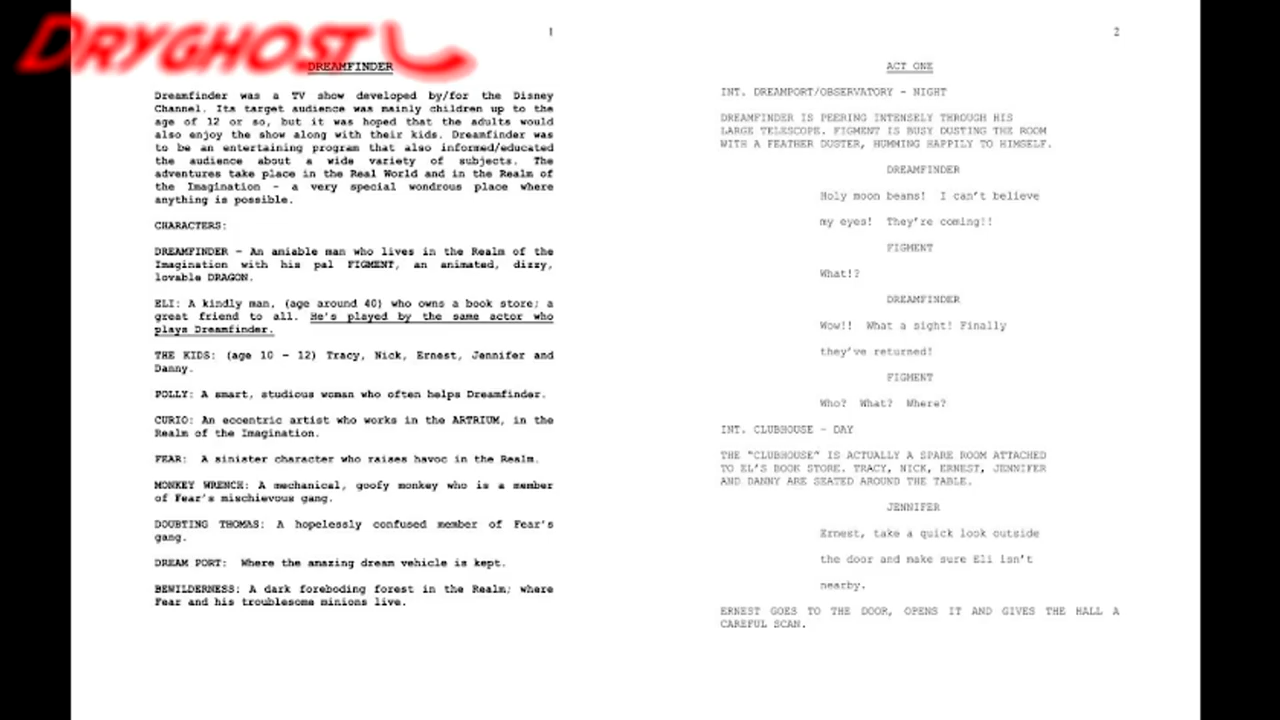 DRYGHOST
1
DREAMFINDER
Dreamfinder was a TV show developed by/for the Disney
Channel. Its target audience was mainly children up to the
age of 12 or so, but it was hoped that the adults would
also enjoy the show along with their kids. Dreamfinder was
to be an entertaining program that also informed/educated
the audience about a wide variety of subjects. The
adventures take place in the Real World and in the Realm of
the Imagination - a very special wondrous place where
anything is possible.
CHARACTERS:
DREAMFINDER - An amiable man who lives in the Realm of the
Imagination with his pal FIGMENT, an animated, dizzy,
lovable DRAGON.
ELI: A kindly man, (age around 40) who owns a book store; a
great friend to all. He's played by the same actor who
plays Dreamfinder.
THE KIDS: (age 10 - 12) Tracy, Nick, Ernest, Jennifer and
Danny.
POLLY: A smart, studious woman who often helps Dreamfinder.
CURIO: An eccentric artist who works in the ARTRIUM, in the
Realm of the Imagination.
FEAR: A sinister character who raises havoc in the Realm.
MONKEY WRENCH: A mechanical, goofy monkey who is a member
of Fear's mischievous gang.
DOUBTING THOMAS: A hopelessly confused member of Fear's
gang.
DREAM PORT: Where the amazing dream vehicle is kept.
BEWILDERNESS: A dark foreboding forest in the Realm; where
Fear and his troublesome minions live.
2
ACT ONE
INT. DREAMPORT/OBSERVATORY - NIGHT
DREAMFINDER IS PEERING INTENSELY THROUGH HIS
LARGE TELESCOPE. FIGMENT IS BUSY DUSTING THE ROOM
WITH A FEATHER DUSTER, HUMMING HAPPILY TO HIMSELF.
DREAMFINDER
Holy moon beams! I can't believe
my eyes! They're coming!!
FIGMENT
What!?
DREAMFINDER
Wow!! What a sight! Finally
they've returned!
FIGMENT
Who? What? Where?
INT. CLUBHOUSE - DAY
THE "CLUBHOUSE" IS ACTUALLY A SPARE ROOM ATTACHED
TO EL'S BOOK STORE. TRACY, NICK, ERNEST, JENNIFER
AND DANNY ARE SEATED AROUND THE TABLE.
JENNIFER
Ernest, take a quick look outside
the door and make sure Eli isn't
nearby.
ERNEST GOES TO THE DOOR, OPENS IT AND GIVES THE HALL A
CAREFUL SCAN.